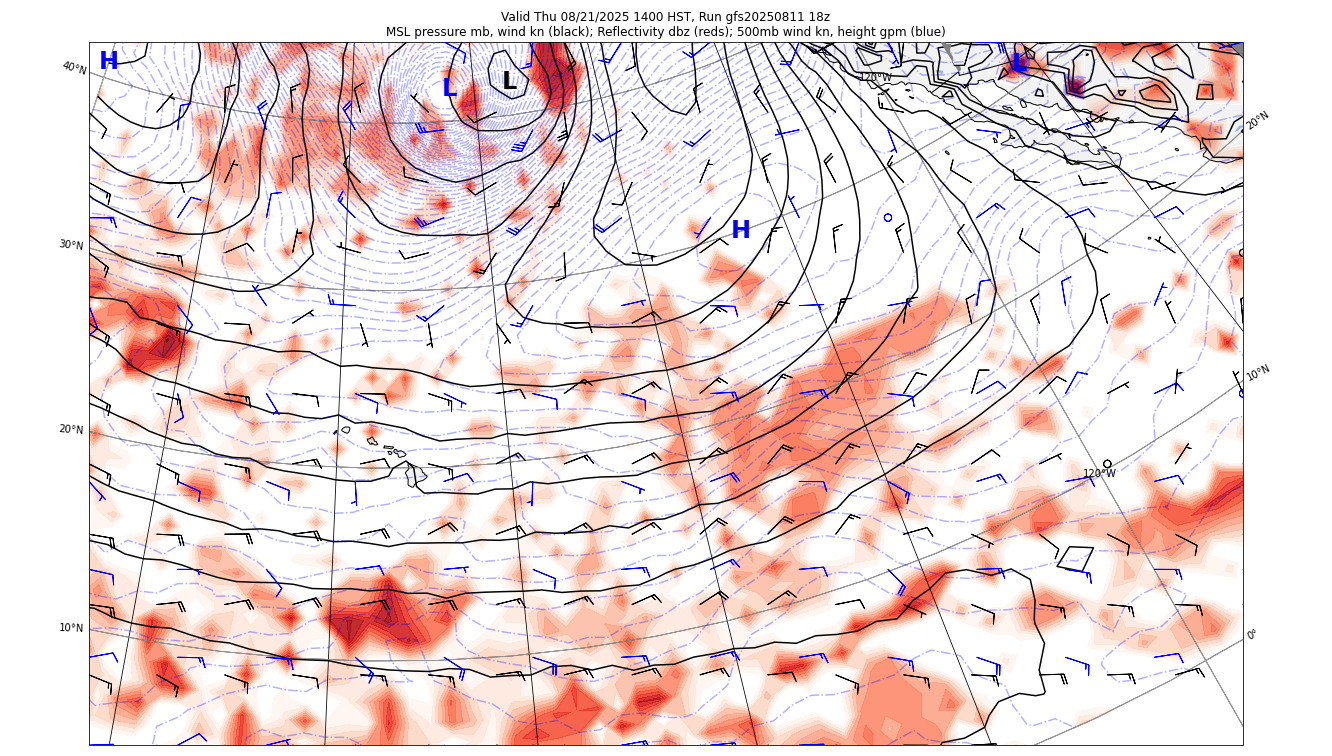 Valid Thu 08/21/2025 1400 HST, Run gfs20250811 18z
MSL pressure mb, wind kn (black); Reflectivity dbz (reds); 500mb wind kn, height gpm (blue)
H
40°N
L
L
120°W
L
20°N
30°N
H
10°N
20°N
120°W
10°N
0°